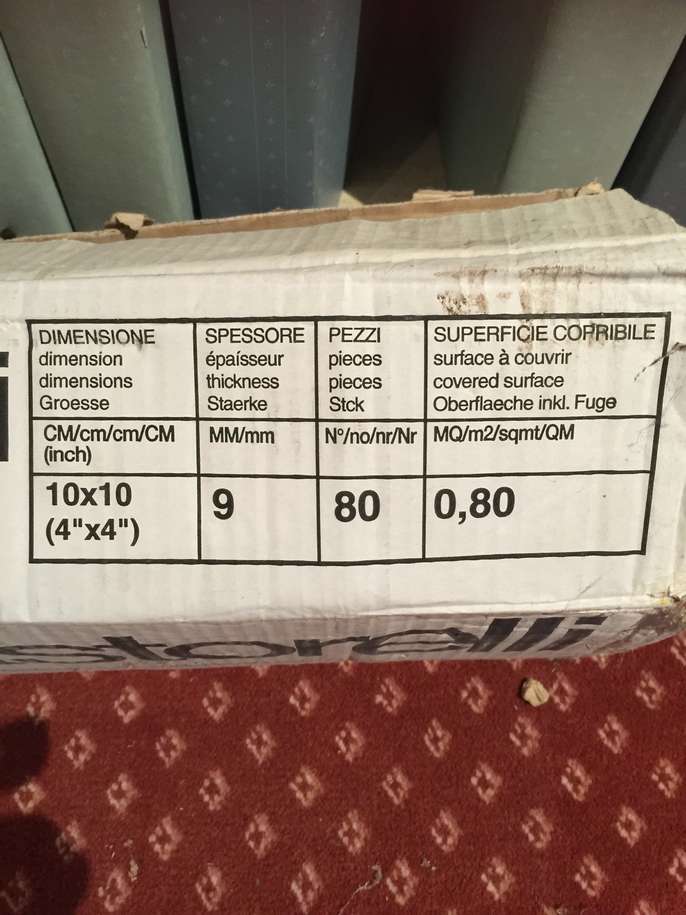 DIMENSIONE
dimension
dimensions
Groesse
SPESSORE
épaísseur
thickness
Staerke
PEZZI
pieces
pieces
Stck
SUPERFICIE COPRIBILE
surface à couvrir
covered surface
Oberflaeche inkl. Fuge
CM/cm/cm/CM
(inch)
MM/mm
N°/no/nr/Nr
MQ/m2/sqmt/QM
10x10
(4"x4")
9
80
0,80
storelli